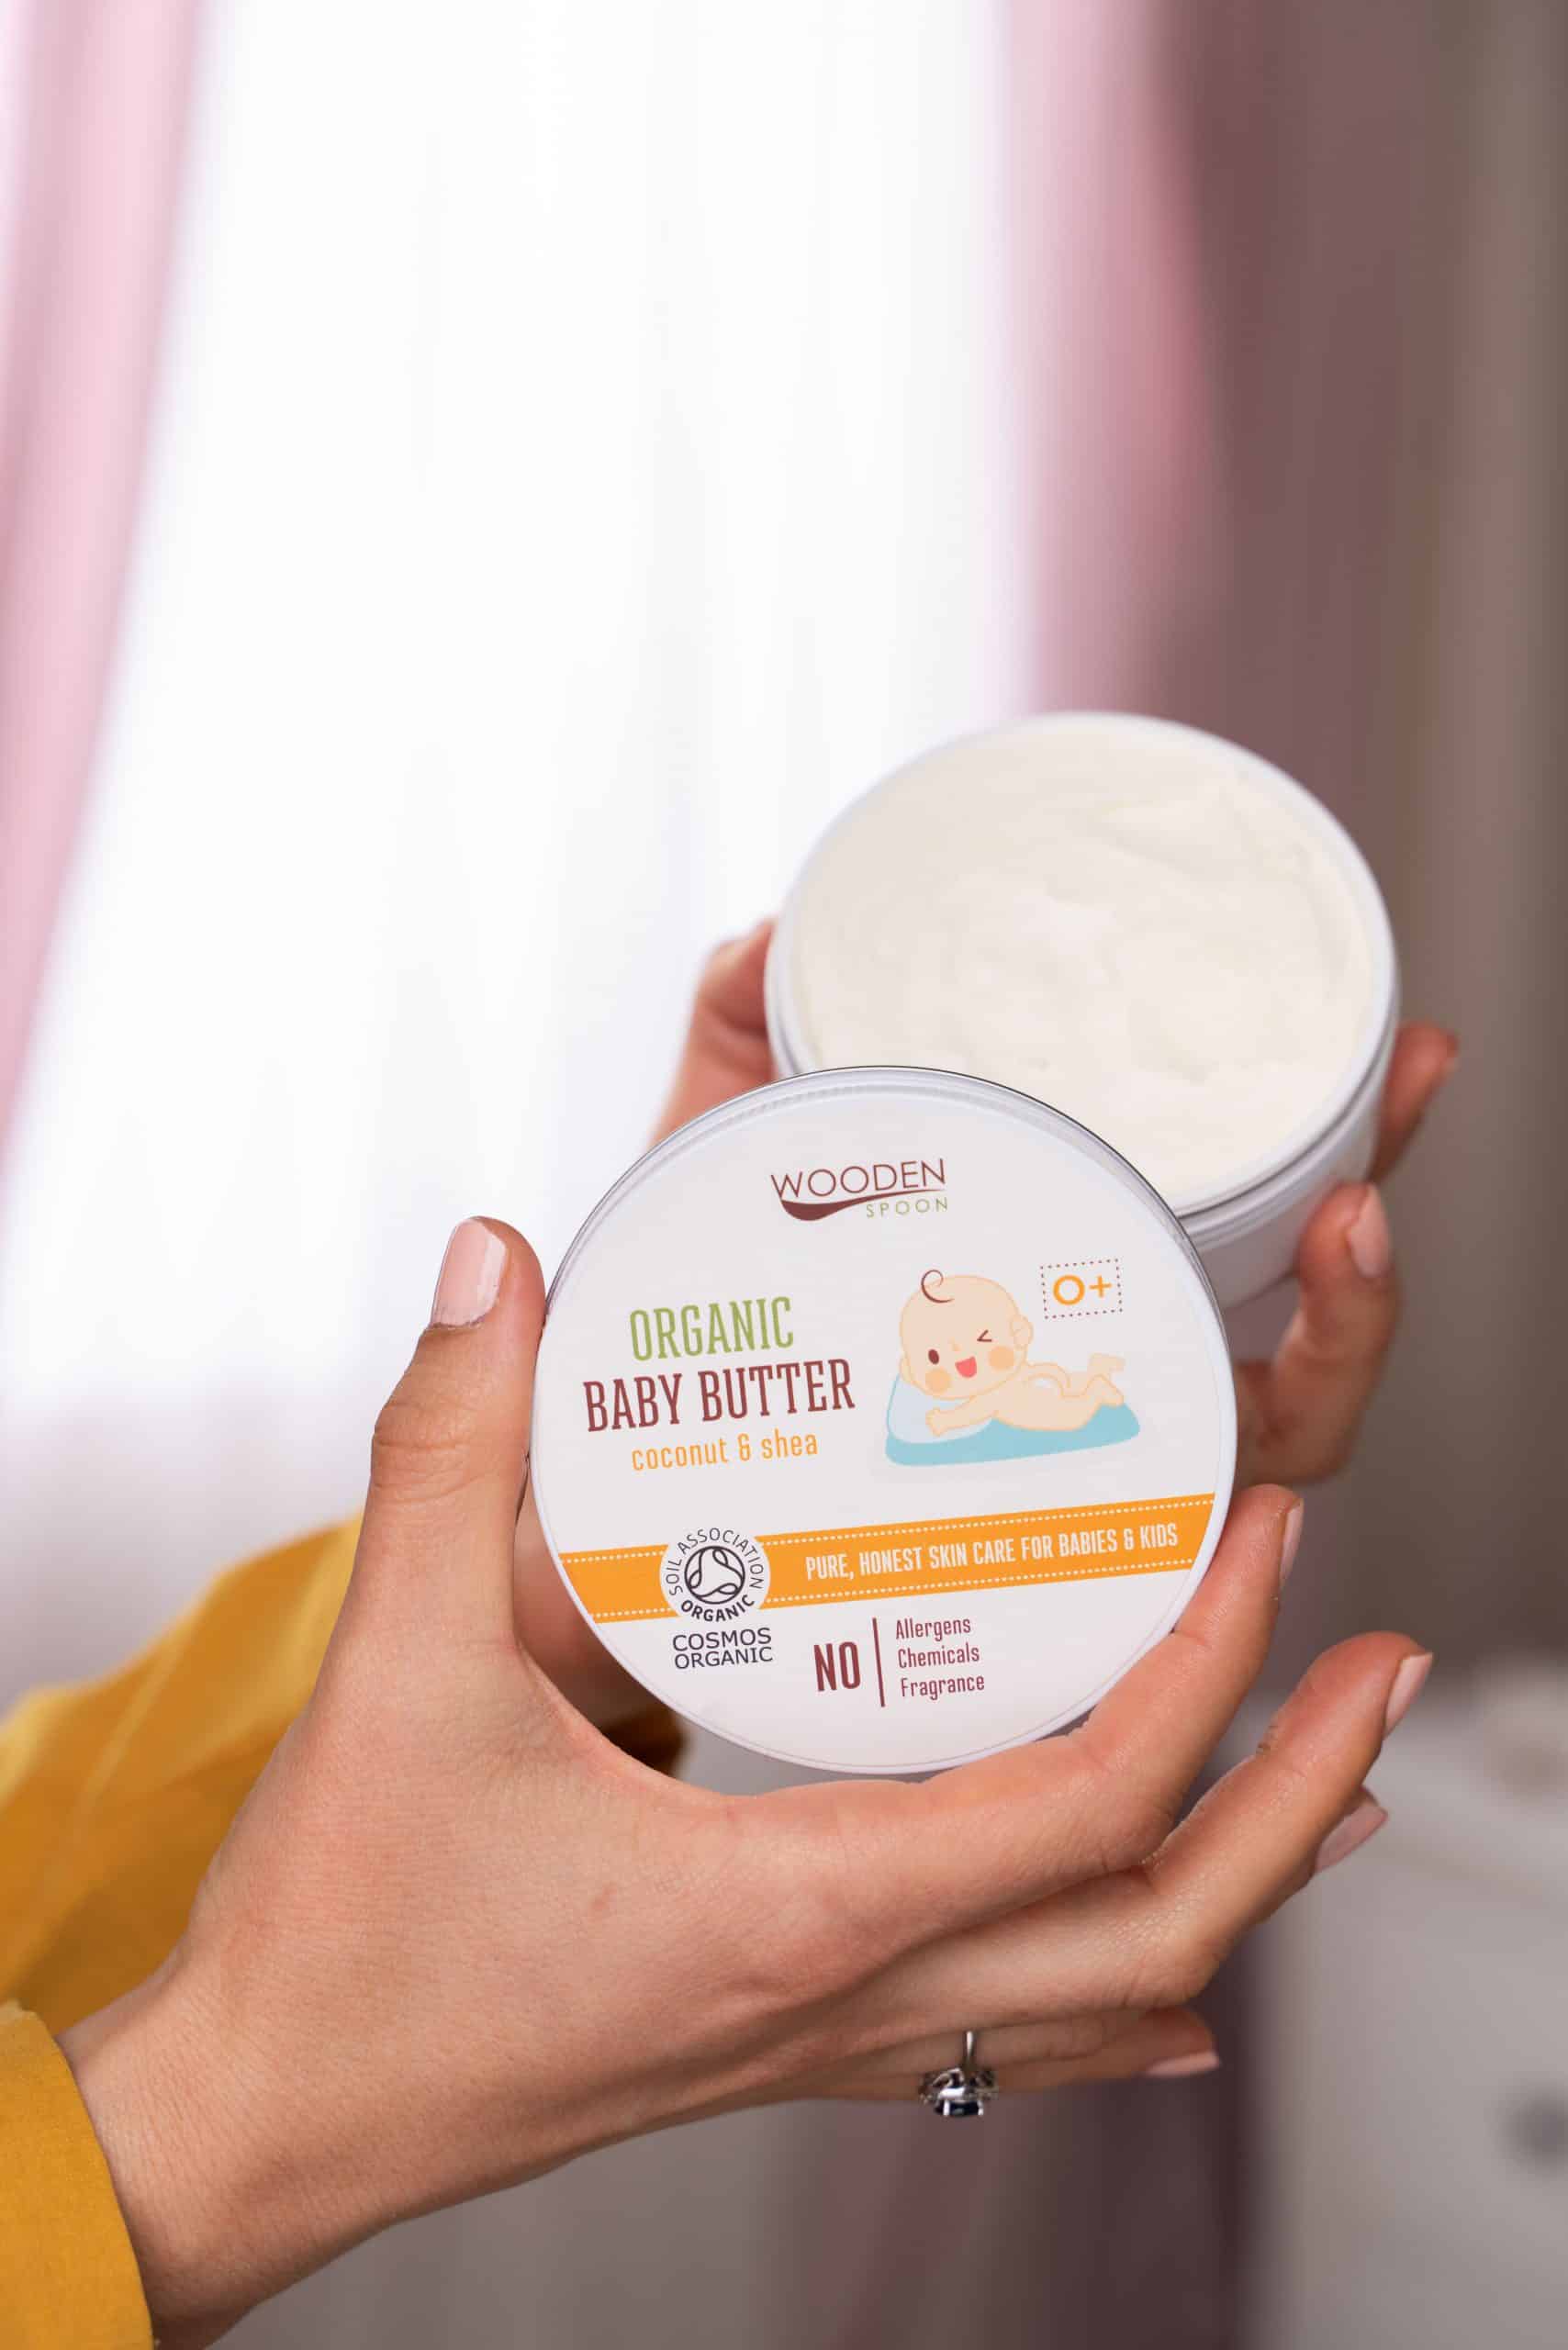 WOODEN
SPOON
0+
ORGANIC
BABY BUTTER
coconut & shea
PURE, HONEST SKIN CARE FOR BABIES & KIDS
SOIL ASSOCIATION
ORGANIC
COSMOS
ORGANIC
NO
Allergens
Chemicals
Fragrance